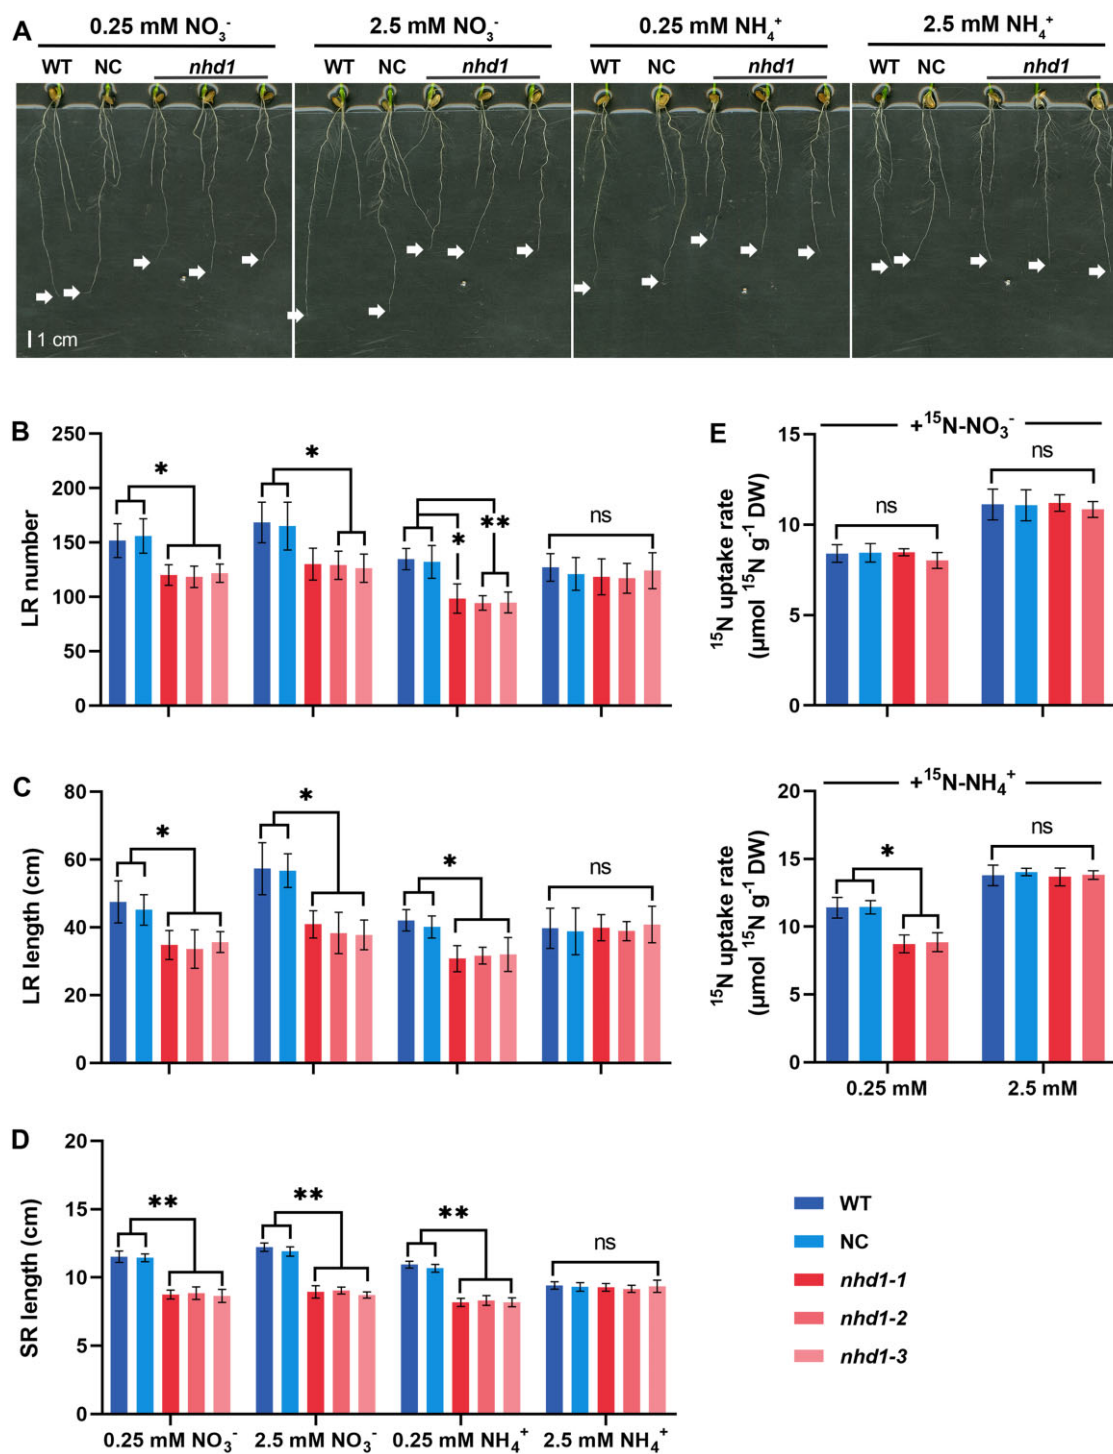 A
0.25 mM NO₃⁻ 2.5 mM NO₃⁻ 0.25 mM NH₄⁺ 2.5 mM NH₄⁺
WT NC nhd1 WT NC nhd1 WT NC nhd1 WT NC nhd1
1 cm
B
250
200
150
100
50
0
LR number
*
*
*
**
ns
C
80
60
40
20
0
LR length (cm)
*
*
*
ns
D
20
15
10
5
0
SR length (cm)
**
**
**
ns
0.25 mM NO₃⁻ 2.5 mM NO₃⁻ 0.25 mM NH₄⁺ 2.5 mM NH₄⁺
E
+¹⁵N-NO₃⁻
15
10
5
0
¹⁵N uptake rate
(μmol ¹⁵N g⁻¹ DW)
ns
ns
+¹⁵N-NH₄⁺
20
15
10
5
0
¹⁵N uptake rate
(μmol ¹⁵N g⁻¹ DW)
*
ns
0.25 mM 2.5 mM
WT
NC
nhd1-1
nhd1-2
nhd1-3